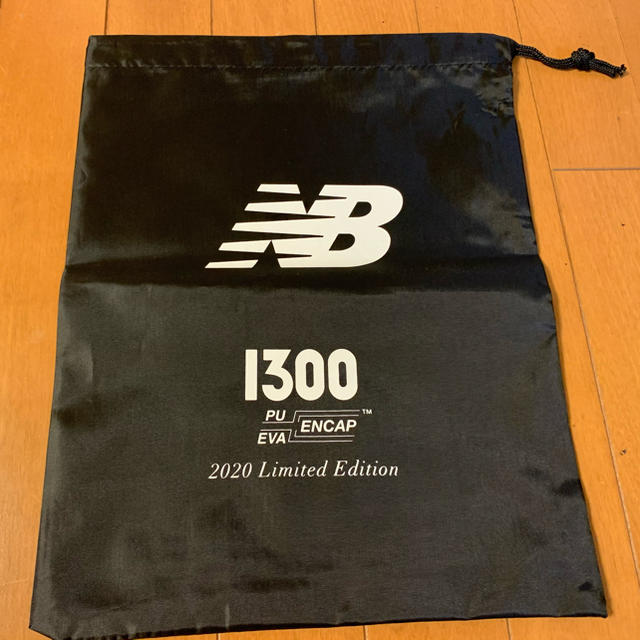 NB
1300
PU
EVA ENCAP™
2020 Limited Edition